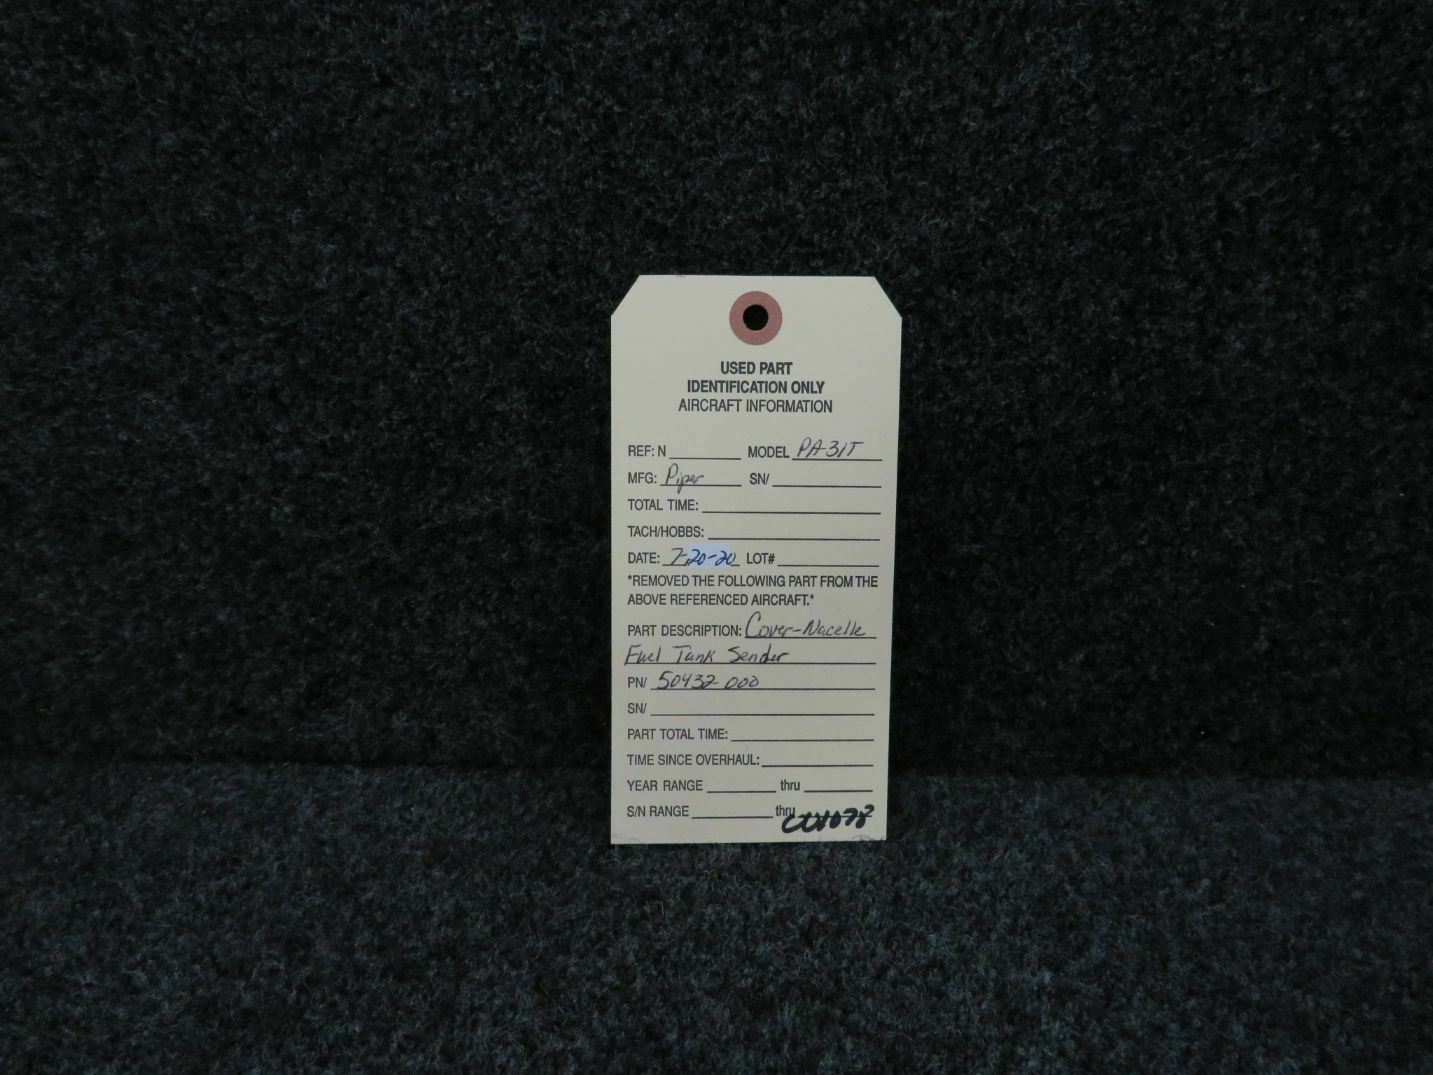 USED PART
IDENTIFICATION ONLY
AIRCRAFT INFORMATION
REF: N MODEL PA-31T
MFG: Piper SN/
TOTAL TIME:
TACH/HOBBS:
DATE: 7-20-20 LOT#
*REMOVED THE FOLLOWING PART FROM THE
ABOVE REFERENCED AIRCRAFT.*
PART DESCRIPTION: Cover-Nacelle
Fuel Tank Sender
PN/ 50432-000
SN/
PART TOTAL TIME:
TIME SINCE OVERHAUL:
YEAR RANGE thru
S/N RANGE thru